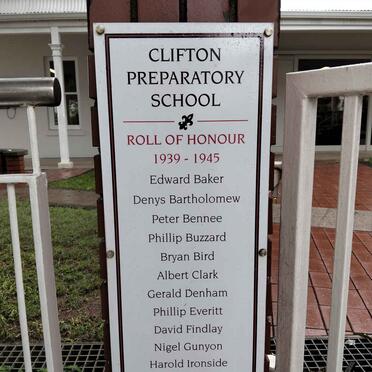 CLIFTON
PREPARATORY
SCHOOL
ROLL OF HONOUR
1939 - 1945
Edward Baker
Denys Bartholomew
Peter Bennee
Phillip Buzzard
Bryan Bird
Albert Clark
Gerald Denham
Phillip Everitt
David Findlay
Nigel Gunyon
Harold Ironside